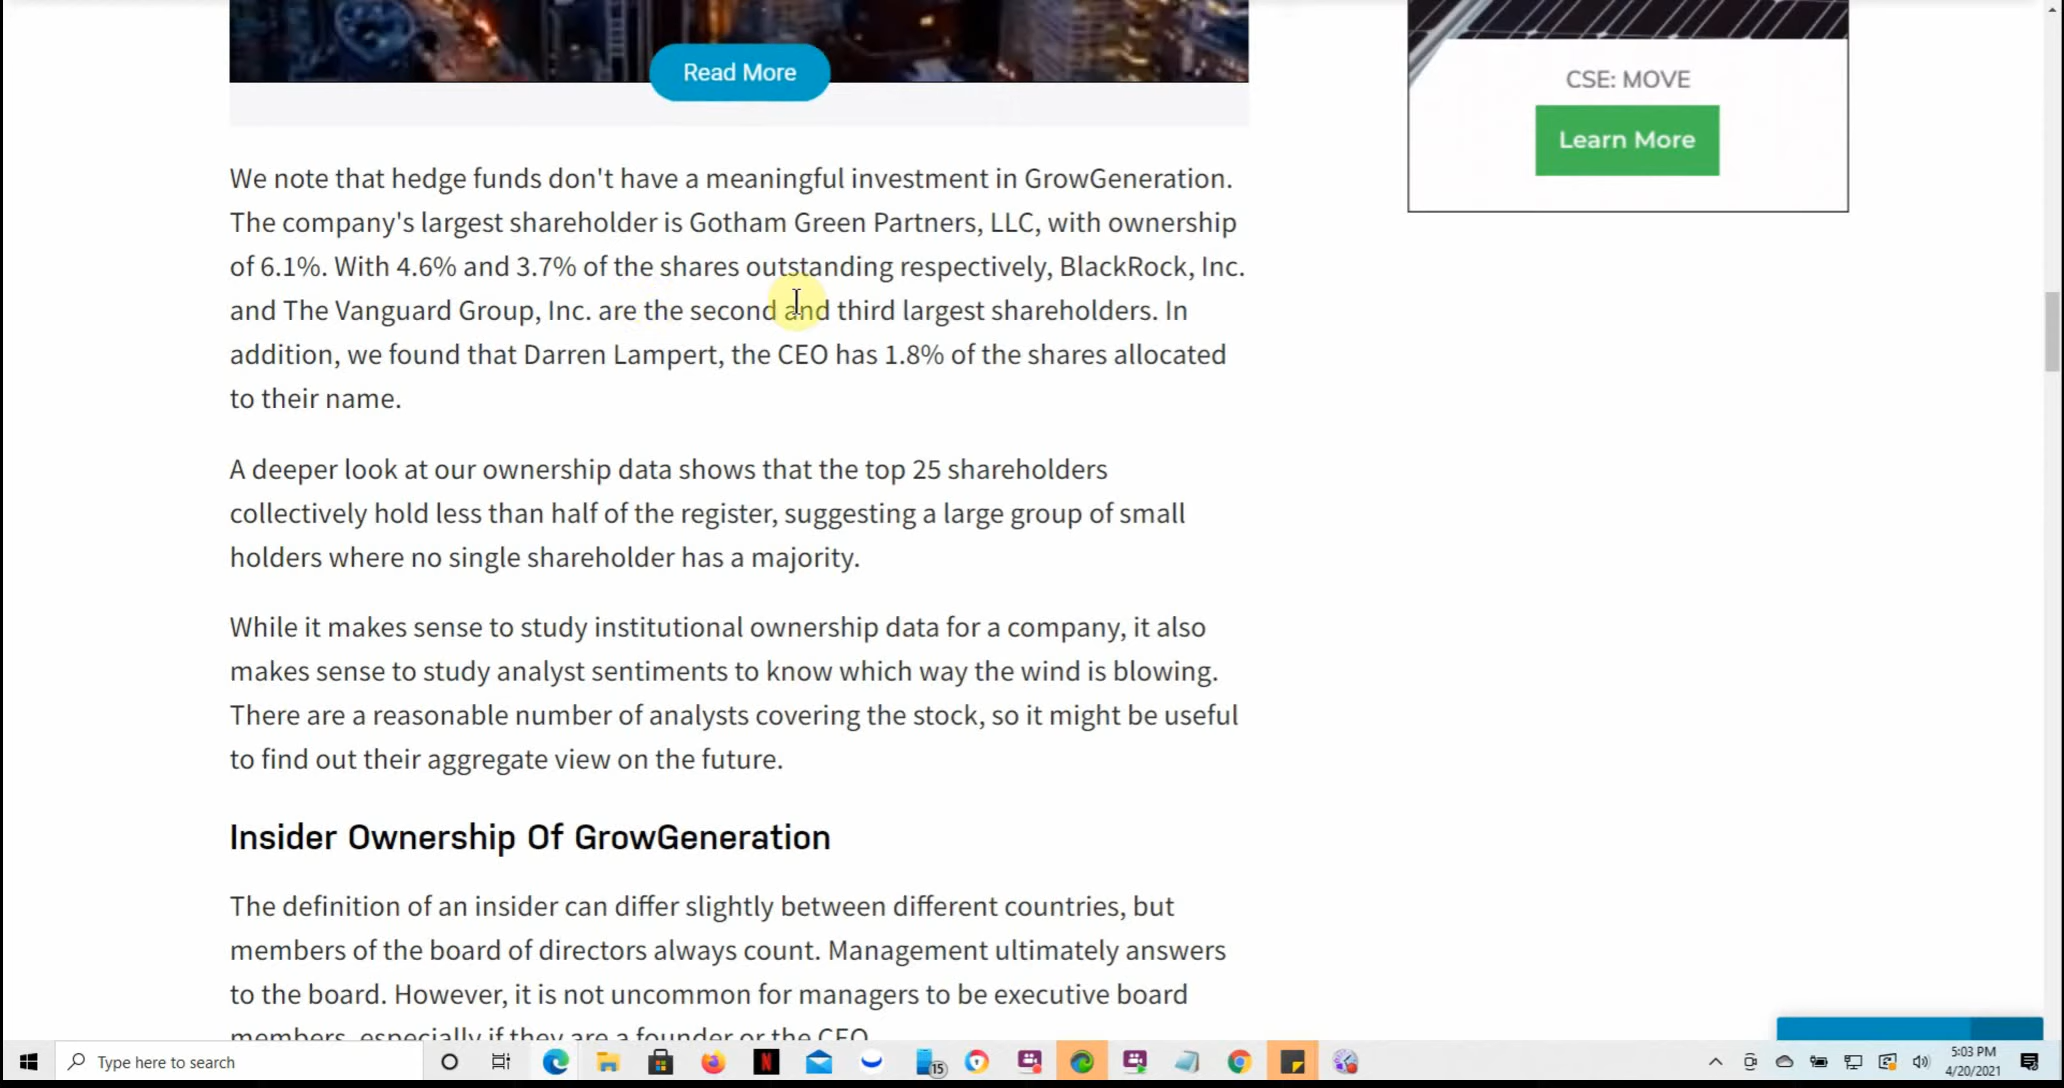 Read More
CSE: MOVE
Learn More
We note that hedge funds don't have a meaningful investment in GrowGeneration.
The company's largest shareholder is Gotham Green Partners, LLC, with ownership
of 6.1%. With 4.6% and 3.7% of the shares outstanding respectively, BlackRock, Inc.
and The Vanguard Group, Inc. are the second and third largest shareholders. In
addition, we found that Darren Lampert, the CEO has 1.8% of the shares allocated
to their name.
A deeper look at our ownership data shows that the top 25 shareholders
collectively hold less than half of the register, suggesting a large group of small
holders where no single shareholder has a majority.
While it makes sense to study institutional ownership data for a company, it also
makes sense to study analyst sentiments to know which way the wind is blowing.
There are a reasonable number of analysts covering the stock, so it might be useful
to find out their aggregate view on the future.
Insider Ownership Of GrowGeneration
The definition of an insider can differ slightly between different countries, but
members of the board of directors always count. Management ultimately answers
to the board. However, it is not uncommon for managers to be executive board
members, especially if they are a founder or the CEO.
Type here to search
N
15
5:03 PM
4/20/2021